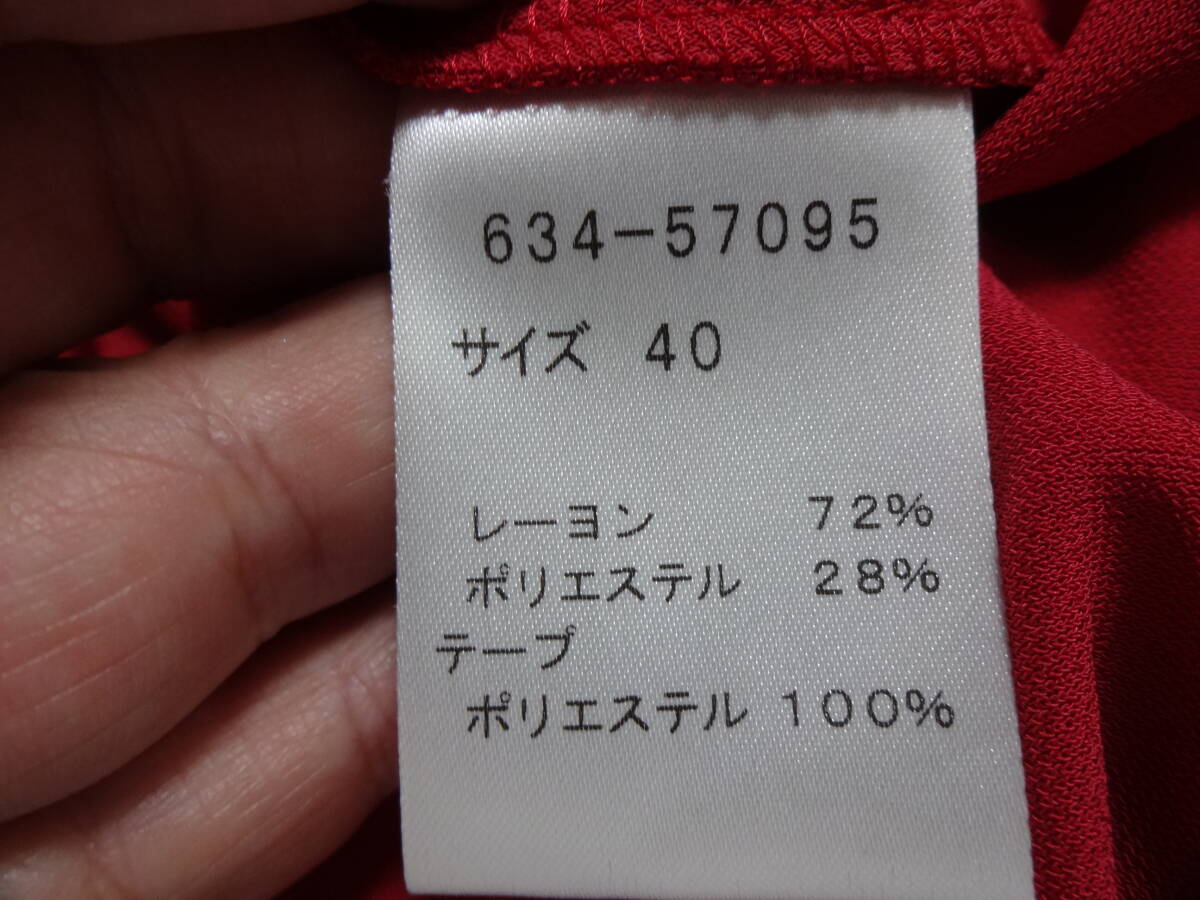 634-57095
サイズ 40
レーヨン 72%
ポリエステル 28%
テープ
ポリエステル 100%